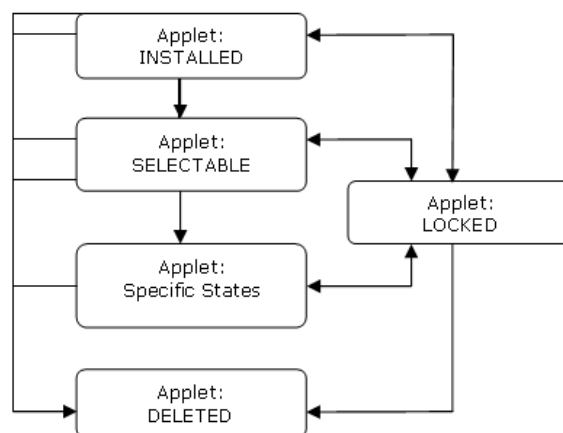 Applet:
INSTALLED
Applet:
SELECTABLE
Applet:
LOCKED
Applet:
Specific States
Applet:
DELETED